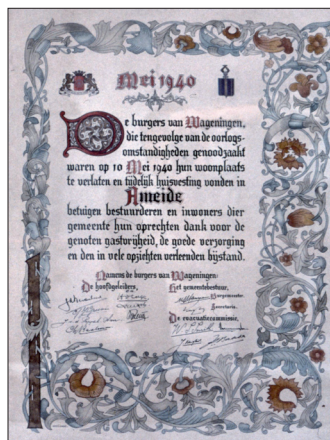 Mei 1940
De burgers van Wageningen,
die tengevolge van de oorlogs-
omstandigheden genoodzaakt
waren op 10 Mei 1940 hun woonplaats
te verlaten en tijdelijk huisvesting vonden in
Ameide
betuigen bestuurderen en inwoners dier
gemeente hun oprechten dank voor de
genoten gastvrijheid, de goede verzorging
en den in vele opzichten verleenden bijstand.
Namens de burgers van Wageningen:
De hoofdgeleiders,
Het gemeentebestuur,
Burgemeester.
Secretaris.
De evacuatiecommissie,